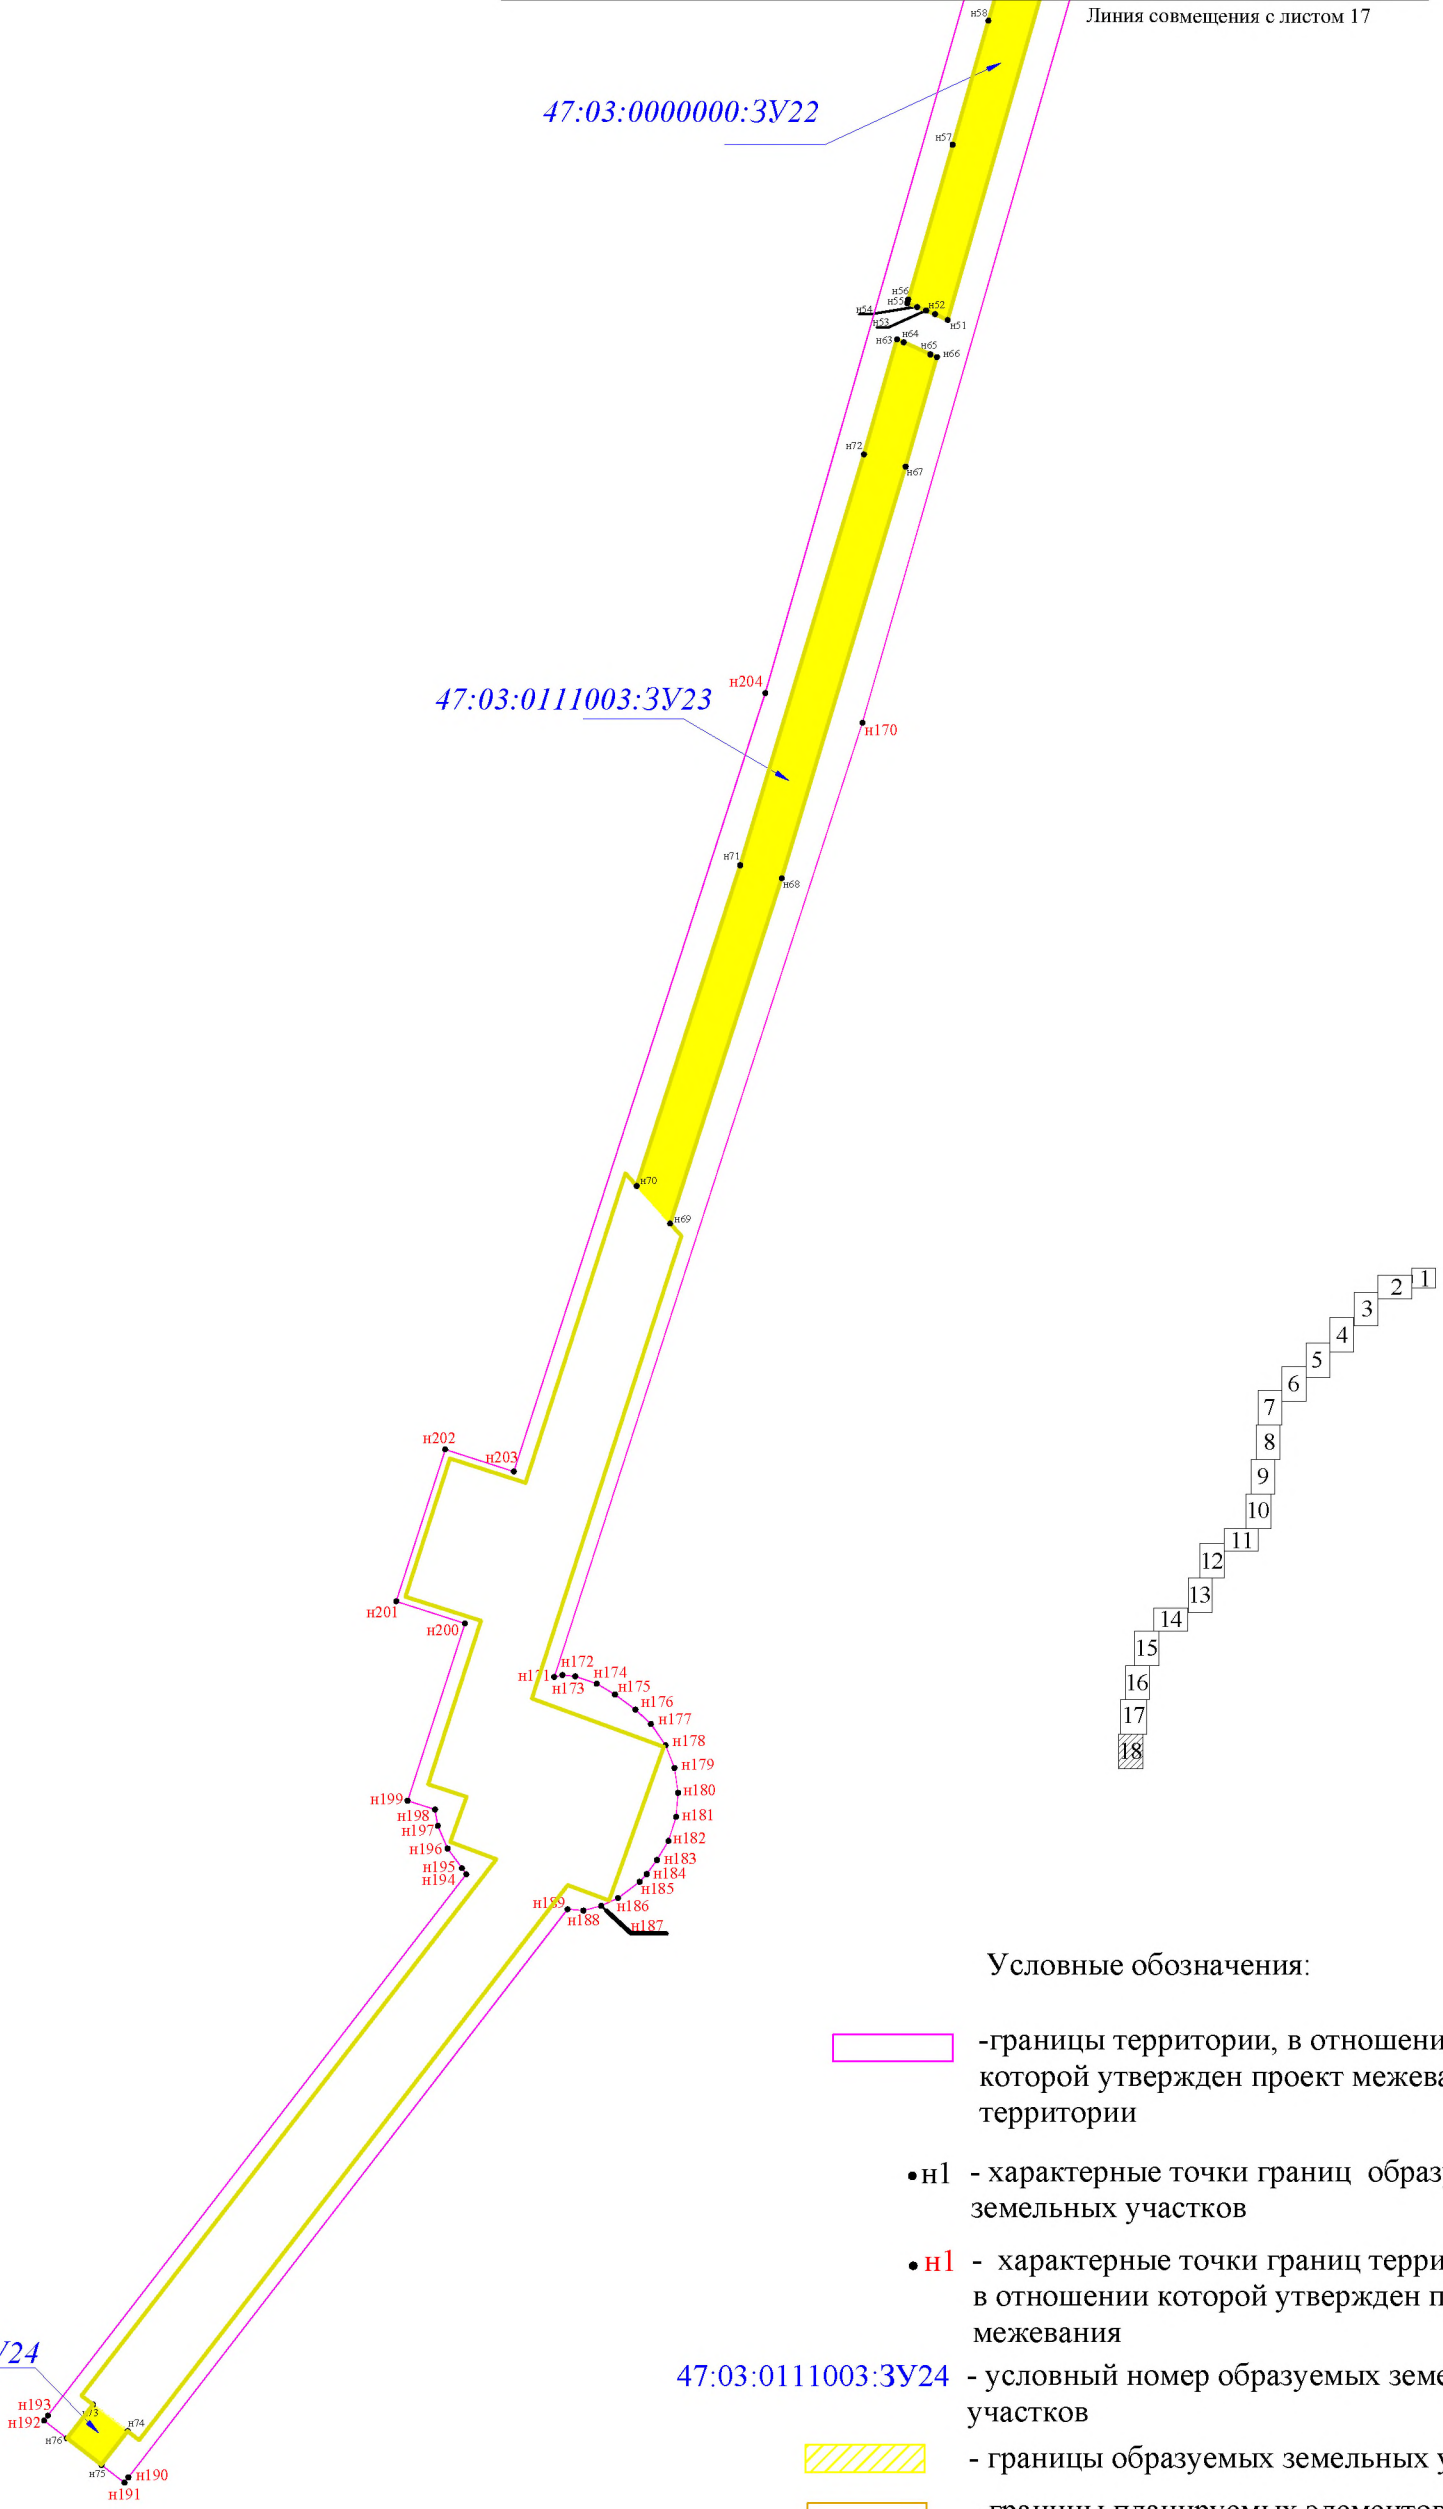 Линия совмещения с листом 17
н58
47:03:0000000:ЗУ22
н57
н56
н55
н54
н53
н52
н51
н63
н64
н65
н66
н72
н67
н204
47:03:0111003:ЗУ23
н170
н71
н68
н70
н69
1
2
3
4
5
6
7
8
9
10
11
12
13
14
15
16
17
18
н202
н203
н201
н200
н171
н172
н173
н174
н175
н176
н177
н178
н179
н180
н181
н182
н183
н184
н185
н186
н187
н188
н189
н199
н198
н197
н196
н195
н194
Условные обозначения:
-границы территории, в отношени
которой утвержден проект межева
территории
н1 - характерные точки границ образ
земельных участков
н1 - характерные точки границ терри
в отношении которой утвержден п
межевания
47:03:0111003:ЗУ24 - условный номер образуемых земе
участков
- границы образуемых земельных у
У24
н193
н192
н73
н74
н76
н75
н190
н191